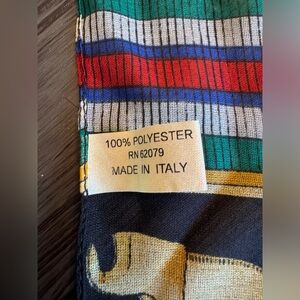 100% POLYESTER
RN 62079
MADE IN ITALY